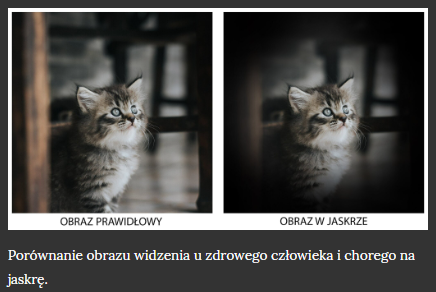 OBRAZ PRAWIDŁOWY
OBRAZ W JASKRZE
Porównanie obrazu widzenia u zdrowego człowieka i chorego na
jaskrę.